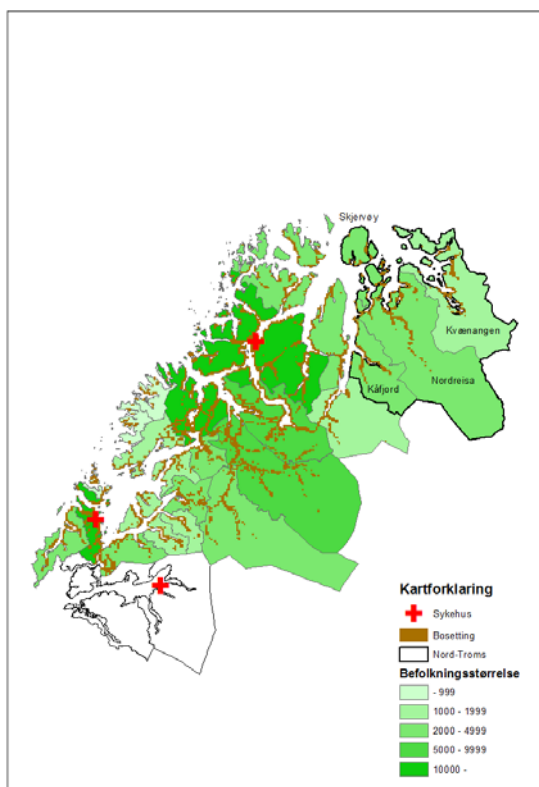 Skjervøy
Kvænangen
Nordreisa
Kåfjord
Kartforklaring
Sykehus
Bosetting
Nord-Troms
Befolkningsstørrelse
- 999
1000 - 1999
2000 - 4999
5000 - 9999
10000 -